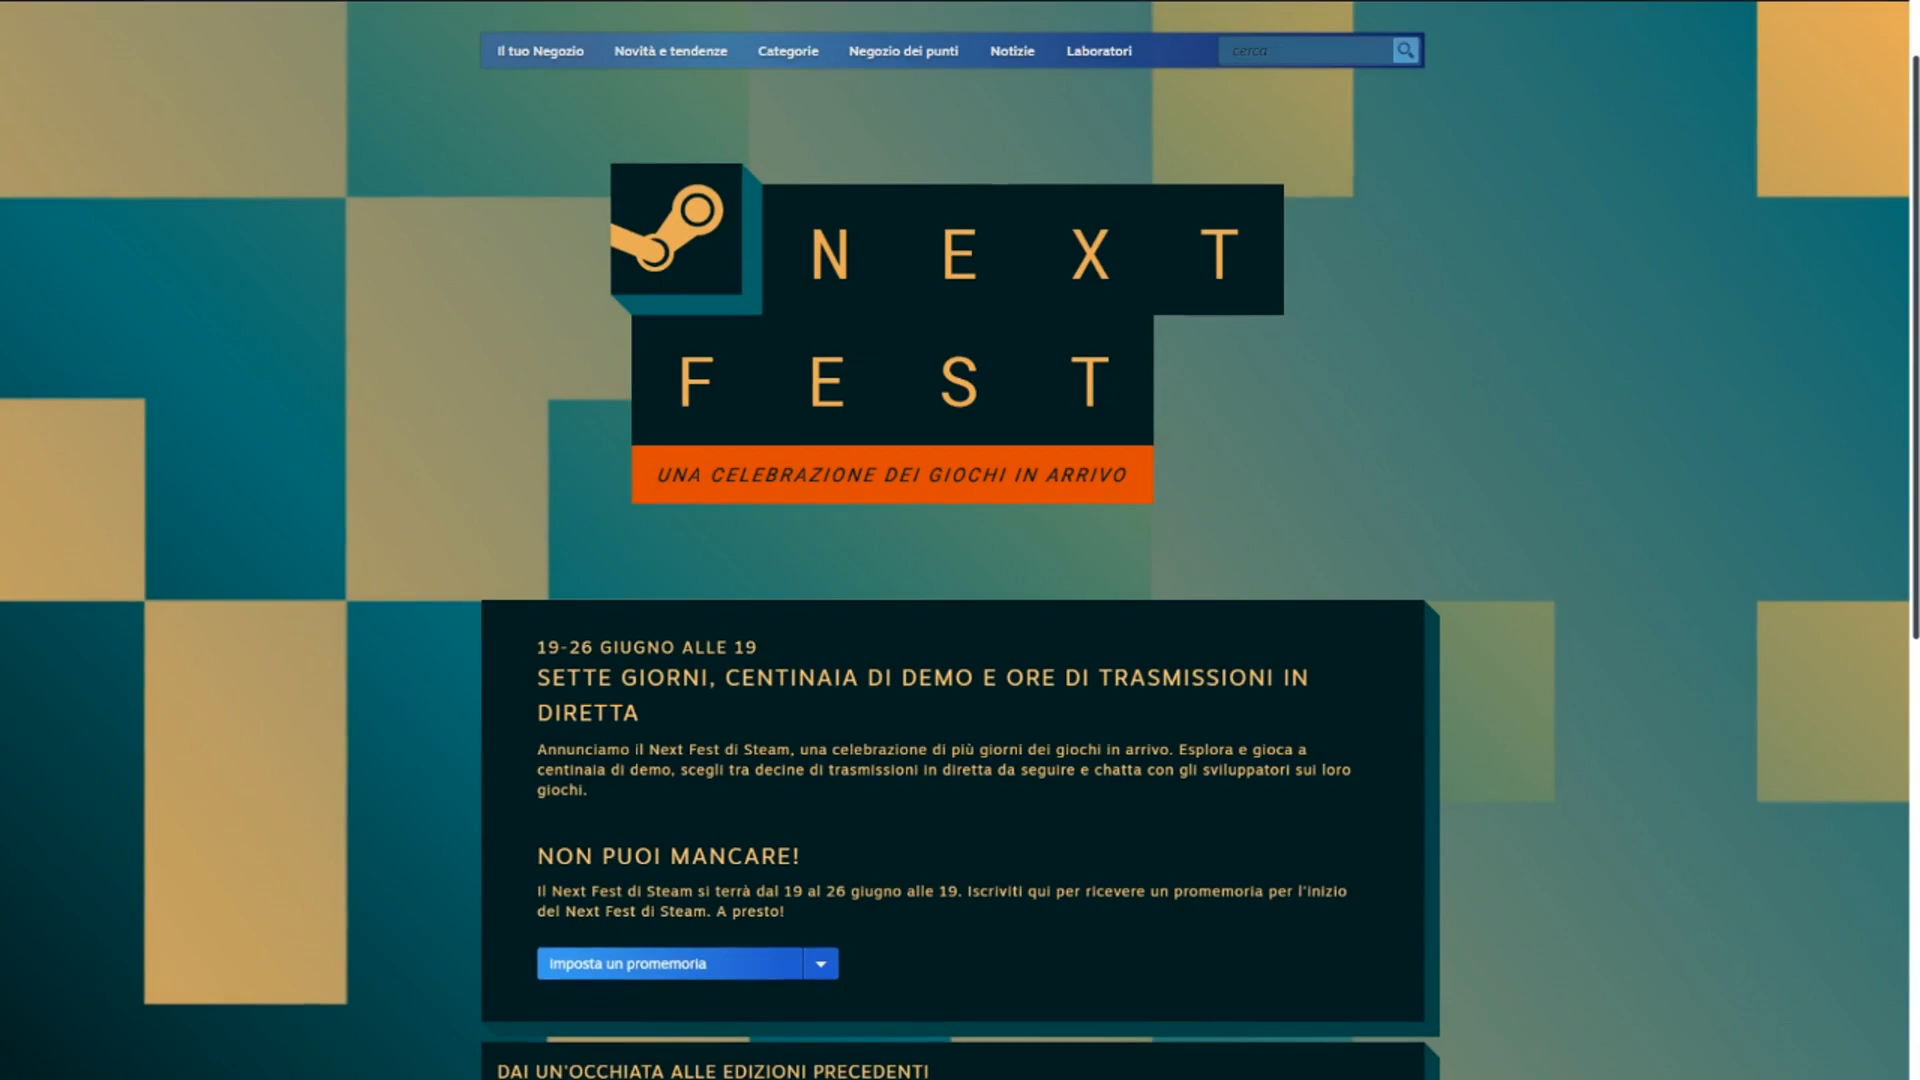 Il tuo Negozio Novità e tendenze Categorie Negozio dei punti Notizie Laboratori cerca
NEXT
FEST
UNA CELEBRAZIONE DEI GIOCHI IN ARRIVO
19-26 GIUGNO ALLE 19
SETTE GIORNI, CENTINAIA DI DEMO E ORE DI TRASMISSIONI IN
DIRETTA
Annunciamo il Next Fest di Steam, una celebrazione di più giorni dei giochi in arrivo. Esplora e gioca a
centinaia di demo, scegli tra decine di trasmissioni in diretta da seguire e chatta con gli sviluppatori sui loro
giochi.
NON PUOI MANCARE!
Il Next Fest di Steam si terrà dal 19 al 26 giugno alle 19. Iscriviti qui per ricevere un promemoria per l'inizio
del Next Fest di Steam. A presto!
Imposta un promemoria
DAI UN'OCCHIATA ALLE EDIZIONI PRECEDENTI